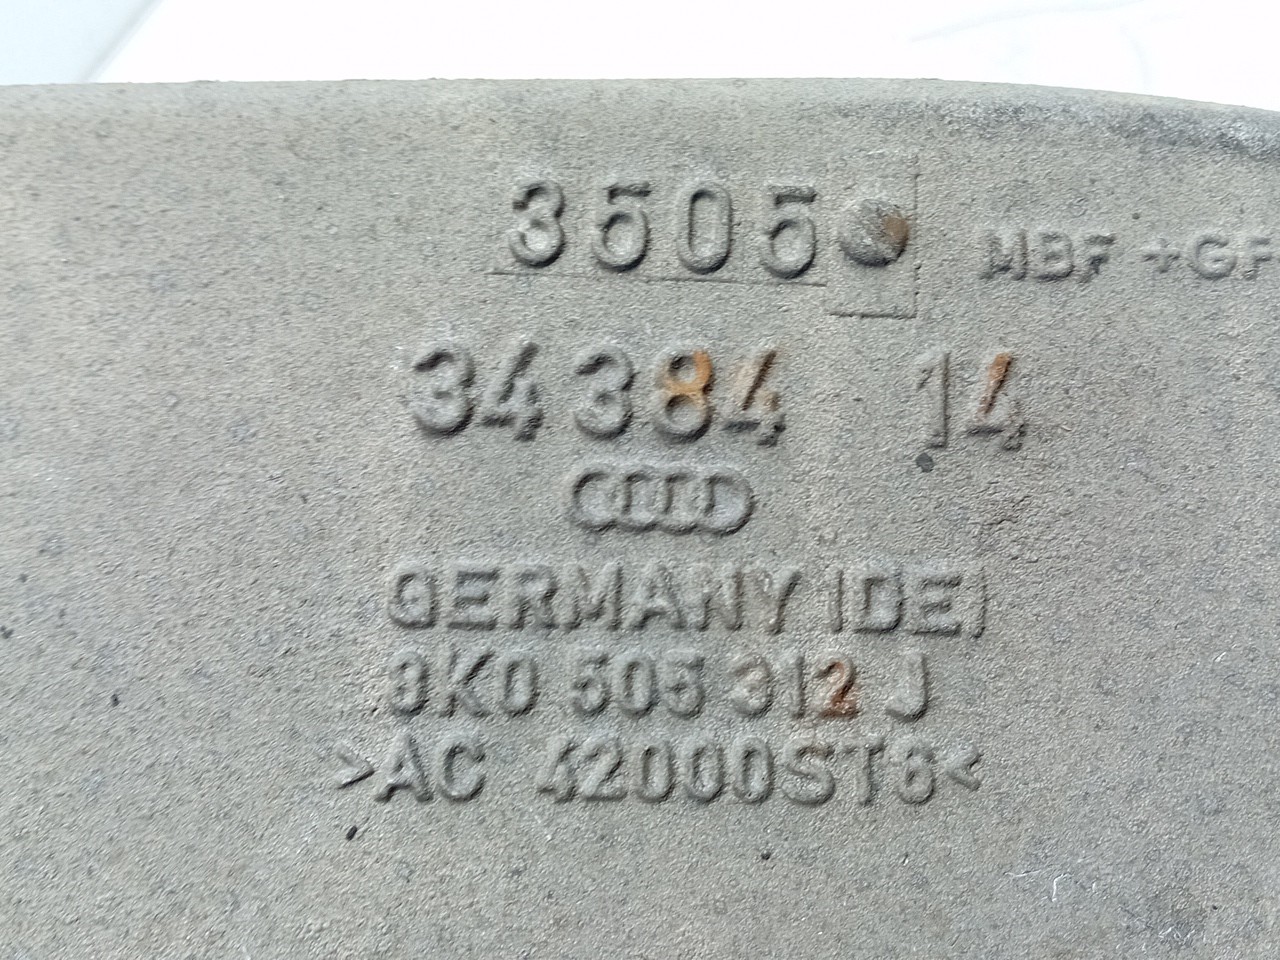 3505 MBF +GF
34384 14
GERMANY (DE)
8K0 505 312 J
>AC 42000ST6<